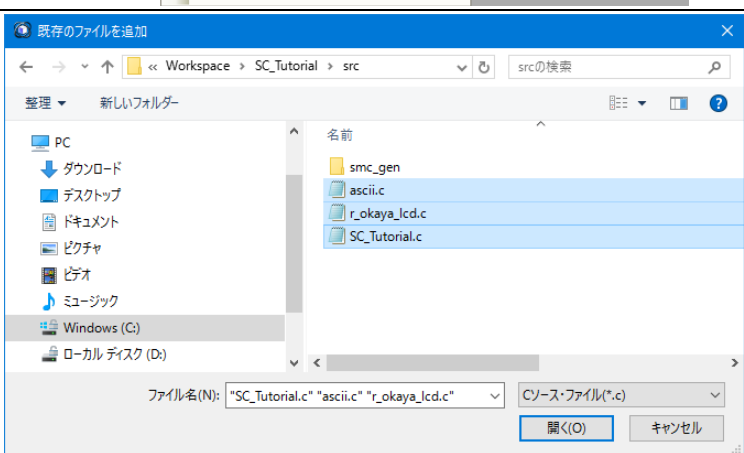 既存のファイルを追加
« Workspace › SC_Tutorial › src
srcの検索
整理
新しいフォルダー
PC
ダウンロード
デスクトップ
ドキュメント
ピクチャ
ビデオ
ミュージック
Windows (C:)
ローカル ディスク (D:)
名前
smc_gen
ascii.c
r_okaya_lcd.c
SC_Tutorial.c
ファイル名(N): "SC_Tutorial.c" "ascii.c" "r_okaya_lcd.c"
Cソース・ファイル(*.c)
開く(O)
キャンセル